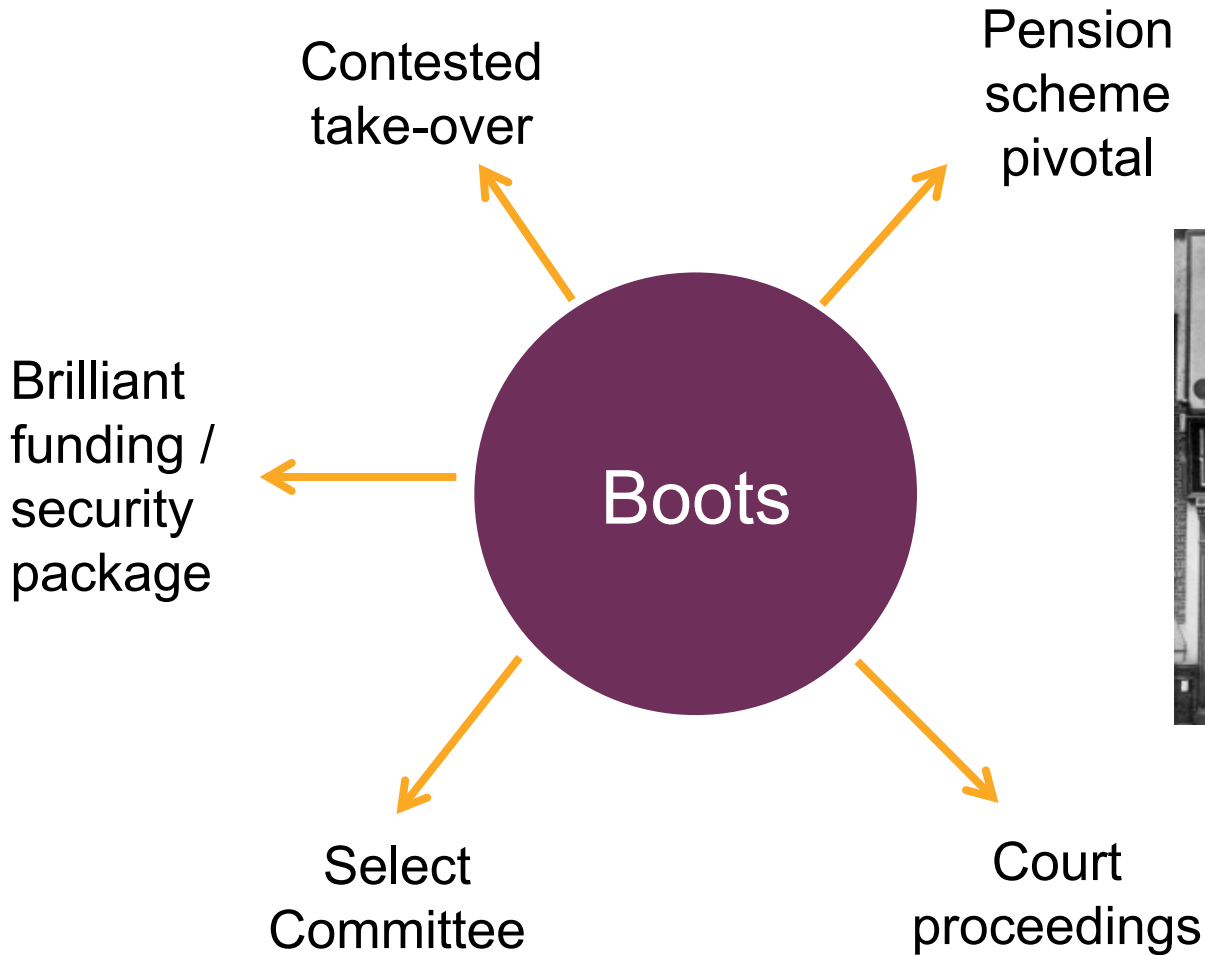 Contested
take-over
Pension
scheme
pivotal
Brilliant
funding /
security
package
Boots
Select
Committee
Court
proceedings